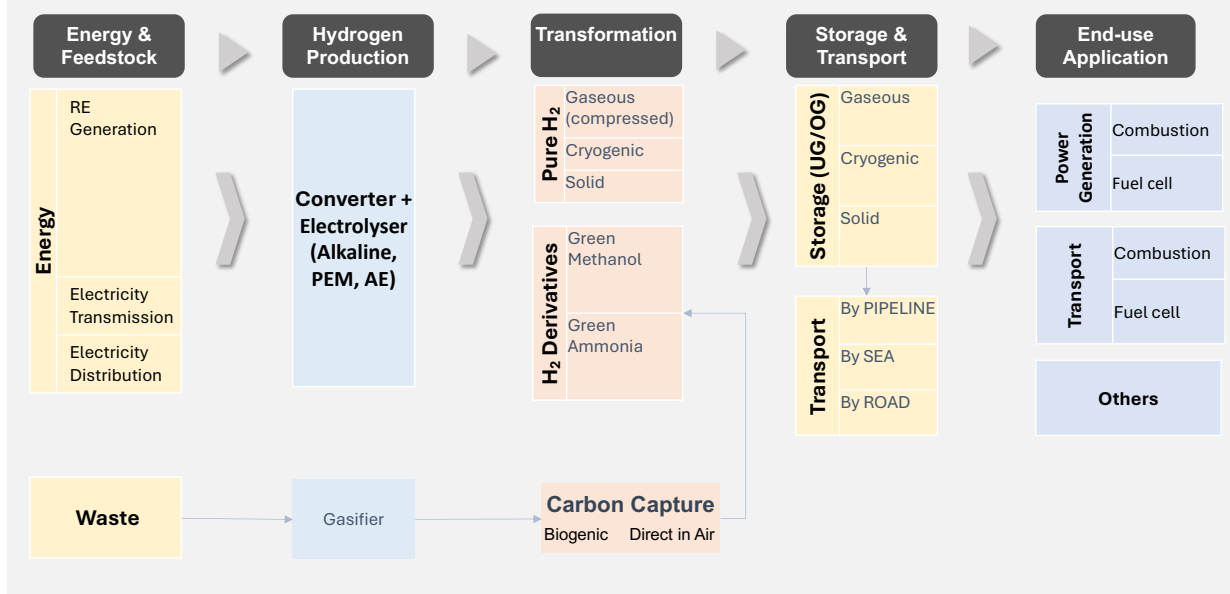 Energy &
Feedstock
Hydrogen
Production
Transformation
Storage &
Transport
End-use
Application
Energy
RE
Generation
Electricity
Transmission
Electricity
Distribution
Converter +
Electrolyser
(Alkaline,
PEM, AE)
Pure H₂
Gaseous
(compressed)
Cryogenic
Solid
H₂ Derivatives
Green
Methanol
Green
Ammonia
Storage (UG/OG)
Gaseous
Cryogenic
Solid
Transport
By PIPELINE
By SEA
By ROAD
Power
Generation
Combustion
Fuel cell
Transport
Combustion
Fuel cell
Others
Waste
Gasifier
Carbon Capture
Biogenic Direct in Air